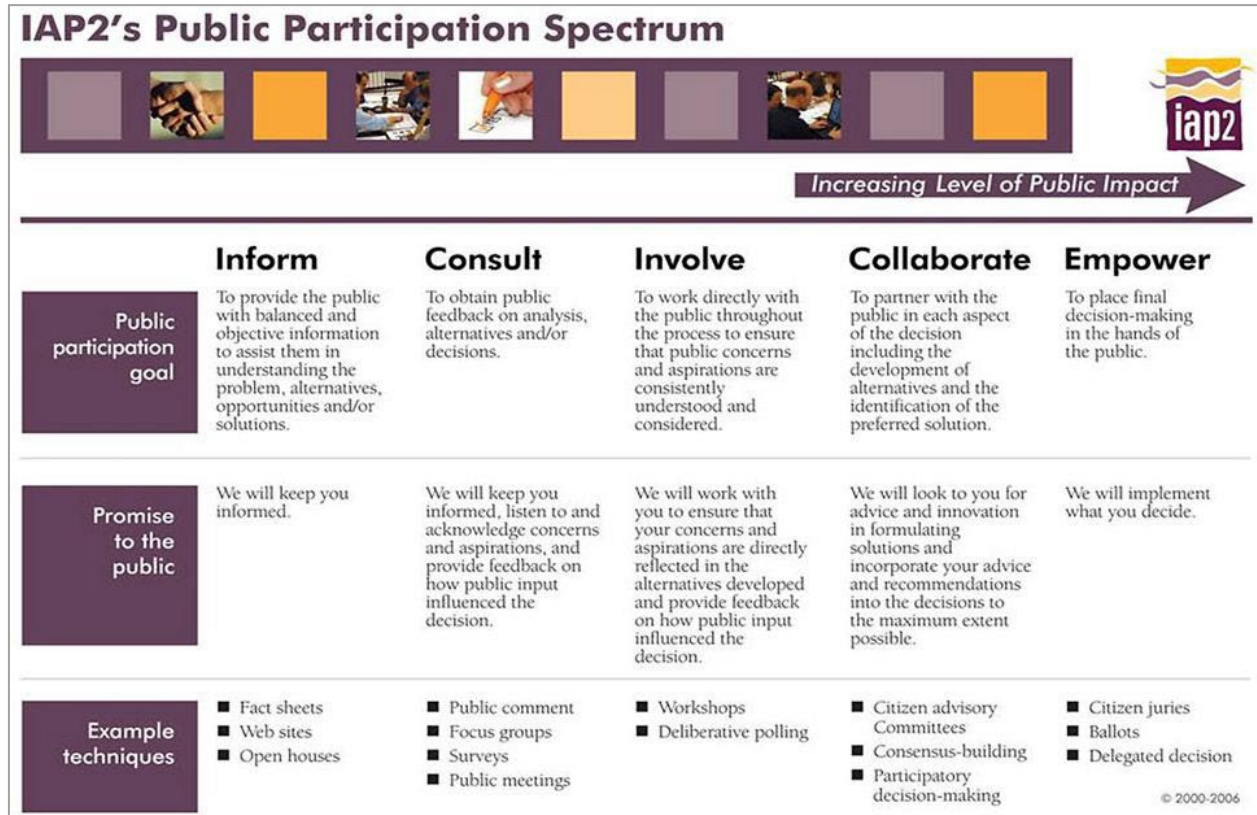 IAP2's Public Participation Spectrum
iap2
Increasing Level of Public Impact
Inform
Consult
Involve
Collaborate
Empower
Public
participation
goal
To provide the public
with balanced and
objective information
to assist them in
understanding the
problem, alternatives,
opportunities and/or
solutions.
To obtain public
feedback on analysis,
alternatives and/or
decisions.
To work directly with
the public throughout
the process to ensure
that public concerns
and aspirations are
consistently
understood and
considered.
To partner with the
public in each aspect
of the decision
including the
development of
alternatives and the
identification of the
preferred solution.
To place final
decision-making
in the hands of
the public.
Promise
to the
public
We will keep you
informed.
We will keep you
informed, listen to and
acknowledge concerns
and aspirations, and
provide feedback on
how public input
influenced the
decision.
We will work with
you to ensure that
your concerns and
aspirations are directly
reflected in the
alternatives developed
and provide feedback
on how public input
influenced the
decision.
We will look to you for
advice and innovation
in formulating
solutions and
incorporate your advice
and recommendations
into the decisions to
the maximum extent
possible.
We will implement
what you decide.
Example
techniques
■ Fact sheets
■ Web sites
■ Open houses
■ Public comment
■ Focus groups
■ Surveys
■ Public meetings
■ Workshops
■ Deliberative polling
■ Citizen advisory
Committees
■ Consensus-building
■ Participatory
decision-making
■ Citizen juries
■ Ballots
■ Delegated decision
© 2000-2006